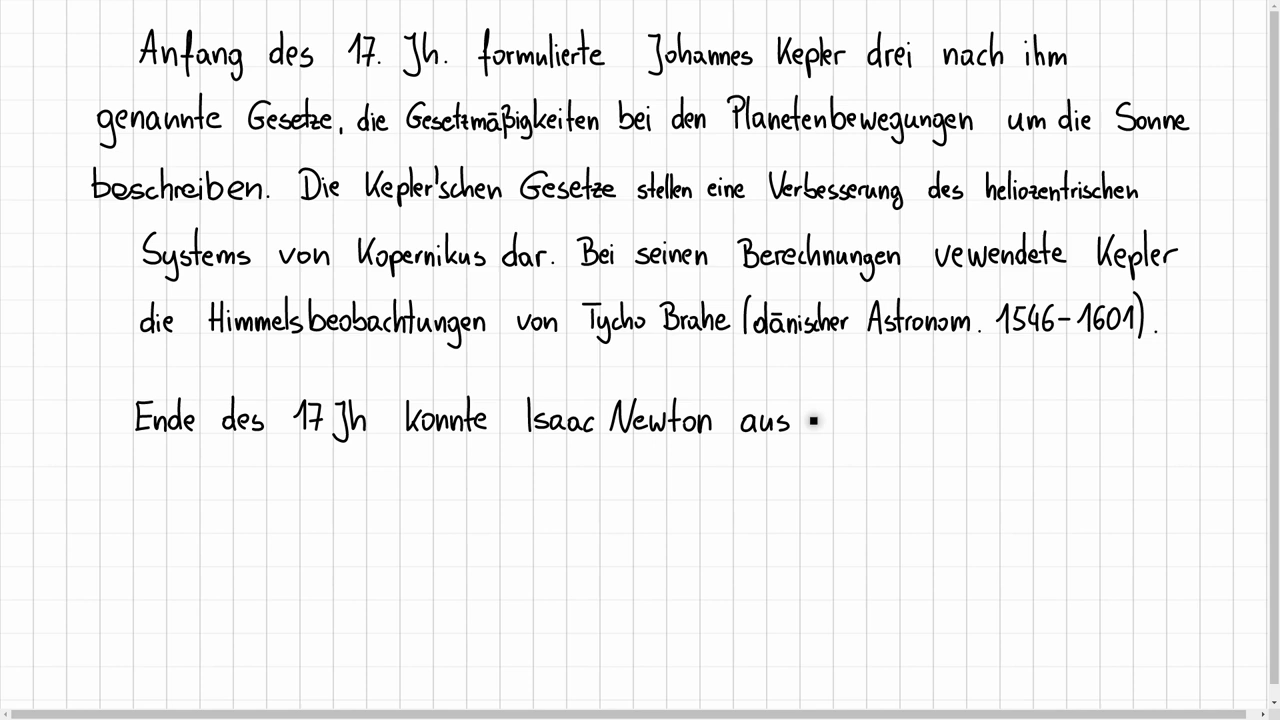 Anfang des 17. Jh. formulierte Johannes Kepler drei nach ihm
genannte Gesetze, die Gesetzmäßigkeiten bei den Planetenbewegungen um die Sonne
beschreiben. Die Kepler'schen Gesetze stellen eine Verbesserung des heliozentrischen
Systems von Kopernikus dar. Bei seinen Berechnungen vewendete Kepler
die Himmelsbeobachtungen von Tycho Brahe (dänischer Astronom. 1546-1601).
Ende des 17 Jh konnte Isaac Newton aus